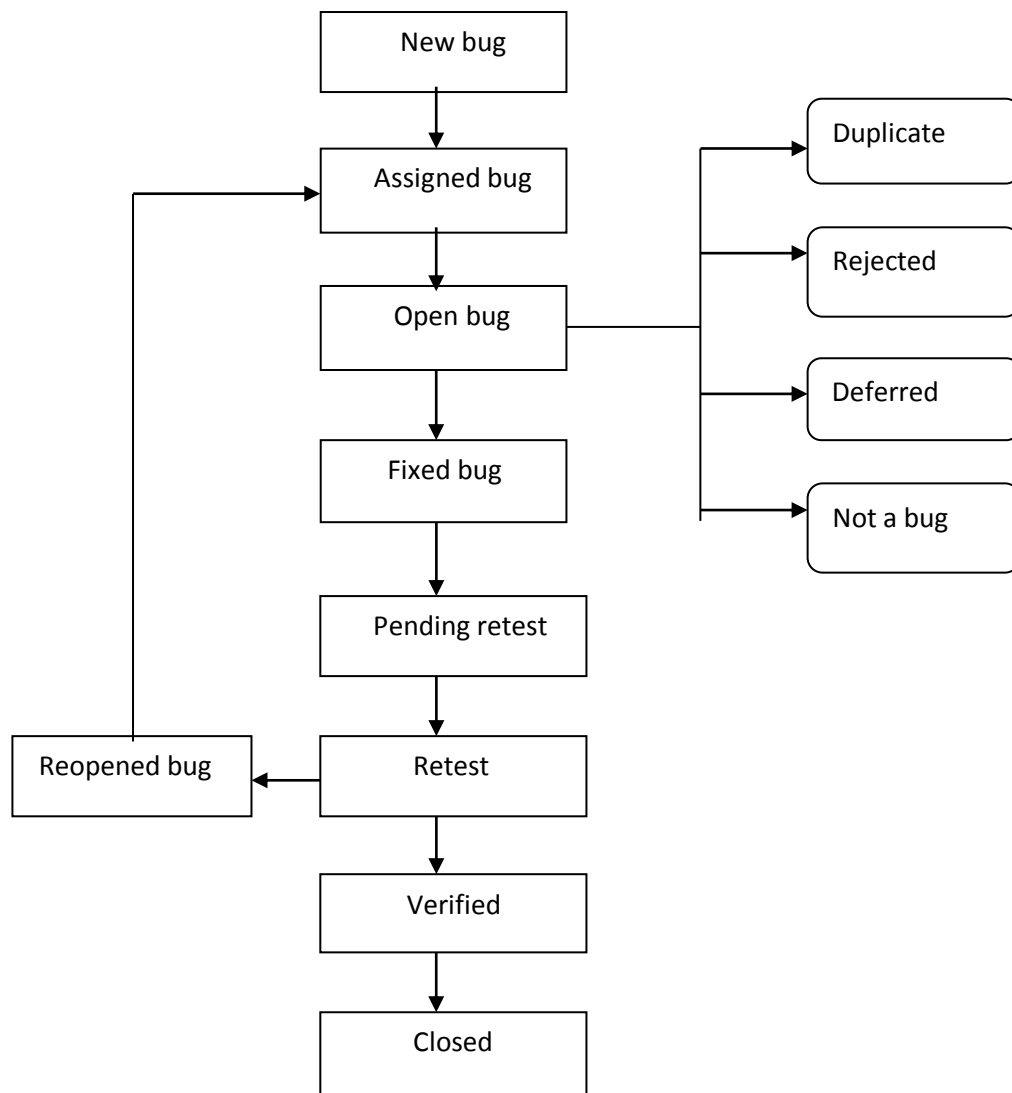 New bug
Duplicate
Assigned bug
Rejected
Open bug
Deferred
Fixed bug
Not a bug
Pending retest
Reopened bug
Retest
Verified
Closed